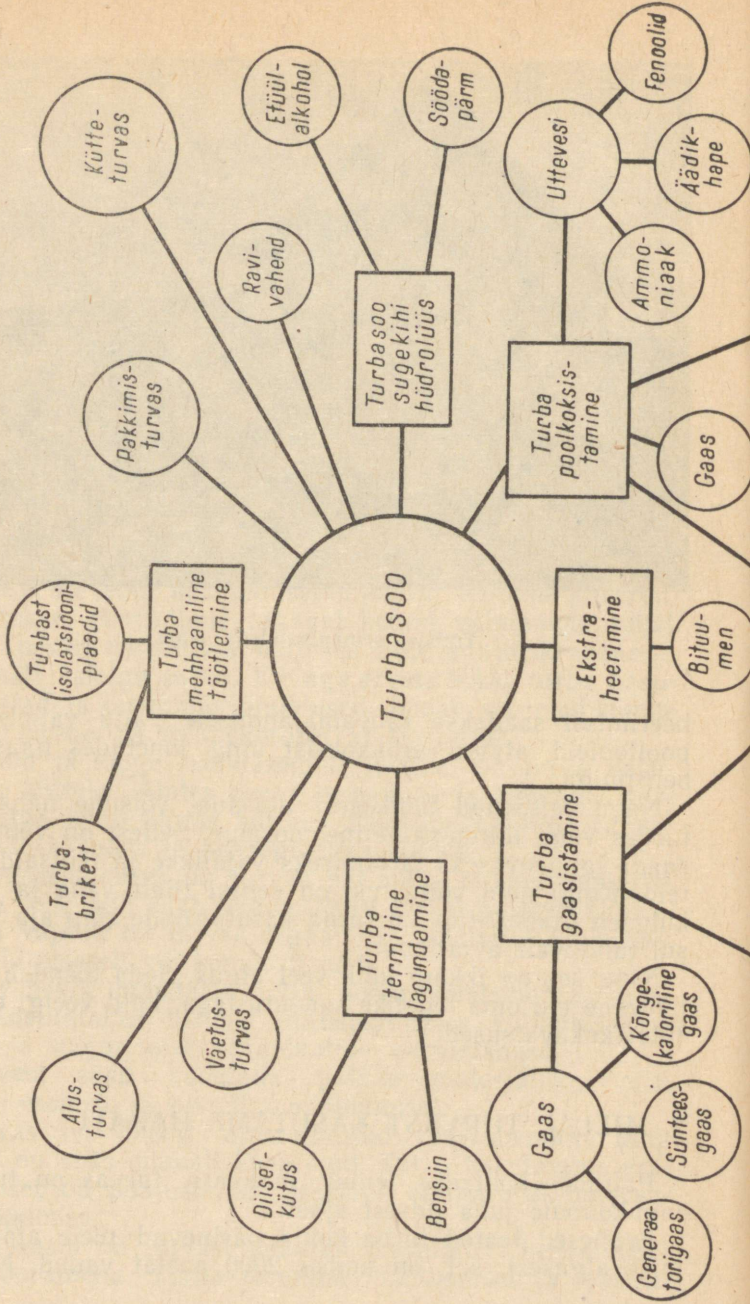 Alus-
turvas
Turba-
brikett
Turbast
isolatsiooni-
plaadid
Pakkimis-
turvas
Kütte-
turvas
Turba
mehhaaniline
töötlemine
Väetus-
turvas
Ravi-
vahend
Diisel-
kütus
Etüül-
alkohol
Turba
termiline
lagundamine
Turbasoo
Turbasoo
sugekihi
hüdrolüüs
Bensiin
Sööda-
pärm
Gaas
Turba
gaasistamine
Ekstra-
heerimine
Turba
poolkoksis-
tamine
Uttevesi
Generaa-
torigaas
Süntees-
gaas
Kõrge-
kaloriline
gaas
Bituu-
men
Gaas
Ammo-
niaak
Äädik-
hape
Fenoolid